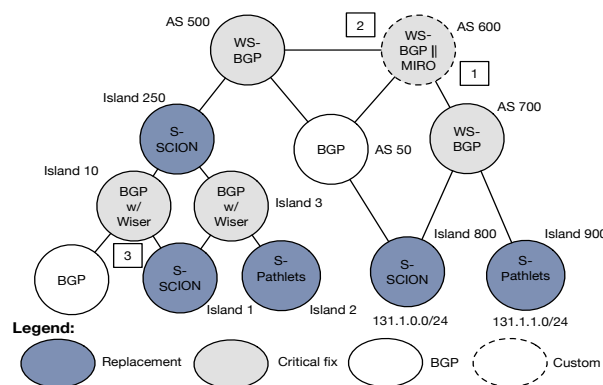 AS 500
2
AS 600
WS-
BGP
WS-
BGP ||
MIRO
1
Island 250
AS 700
S-
SCION
BGP
AS 50
WS-
BGP
Island 10
BGP
w/
Wiser
BGP
w/
Wiser
Island 3
Island 800
Island 900
3
BGP
S-
SCION
S-
Pathlets
S-
SCION
S-
Pathlets
Island 1
Island 2
131.1.0.0/24
131.1.1.0/24
Legend:
Replacement
Critical fix
BGP
Custom